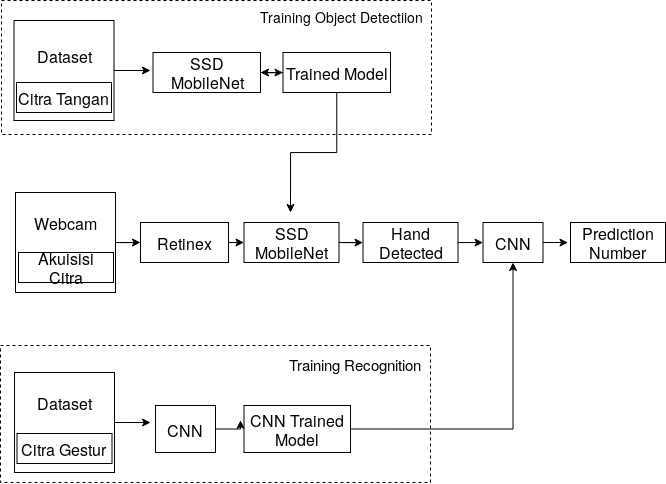 Training Object Detectiion
Dataset
Citra Tangan
SSD
MobileNet
Trained Model
Webcam
Akuisisi
Citra
Retinex
SSD
MobileNet
Hand
Detected
CNN
Prediction
Number
Training Recognition
Dataset
Citra Gestur
CNN
CNN Trained
Model